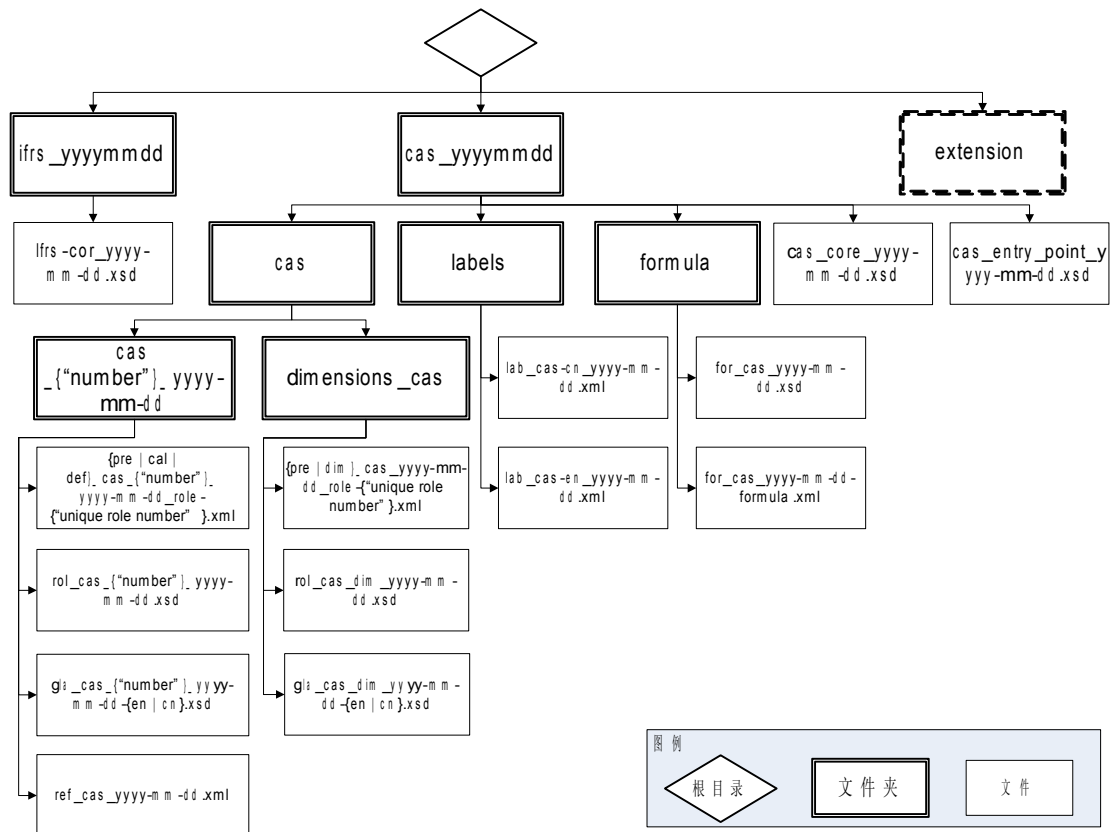 ifrs_yyyymmdd
cas_yyyymmdd
extension
Ifrs-cor_yyyy-
mm-dd.xsd
cas
labels
formula
cas_core_yyyy-
mm-dd.xsd
cas_entry_point_y
yyy-mm-dd.xsd
cas
_{“number”}_yyyy-
mm-dd
dimensions_cas
lab_cas-cn_yyyy-mm-
dd.xml
for_cas_yyyy-mm-
dd.xsd
{pre | cal |
def}_cas_{“number”}_
yyyy-mm-dd_role-
{“unique role number” }.xml
{pre | dim }_cas_yyyy-mm-
dd_role-{“unique role
number” }.xml
lab_cas-en_yyyy-mm-
dd.xml
for_cas_yyyy-mm-dd-
formula.xml
rol_cas_{“number”}_yyyy-
mm-dd.xsd
rol_cas_dim_yyyy-mm-
dd.xsd
gla_cas_{“number”}_yyyy-
mm-dd-{en | cn}.xsd
gla_cas_dim_yyyy-mm-
dd-{en | cn}.xsd
ref_cas_yyyy-mm-dd.xml
图例
根目录
文件夹
文件